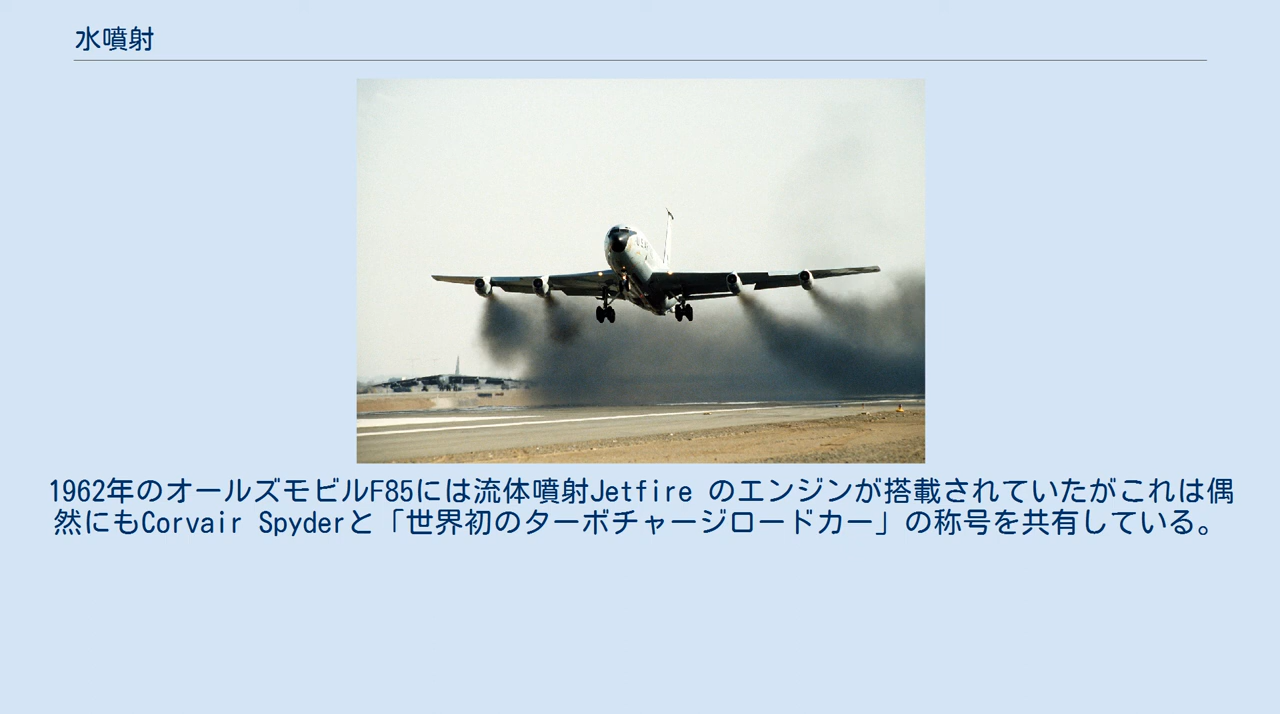 水噴射
1962年のオールズモビルF85には流体噴射Jetfire のエンジンが搭載されていたがこれは偶
然にもCorvair Spyderと「世界初のターボチャージロードカー」の称号を共有している。